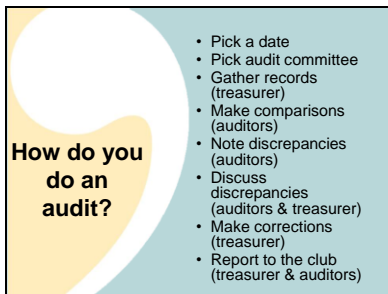 How do you
do an
audit?
• Pick a date
• Pick audit committee
• Gather records
(treasurer)
• Make comparisons
(auditors)
• Note discrepancies
(auditors)
• Discuss
discrepancies
(auditors & treasurer)
• Make corrections
(treasurer)
• Report to the club
(treasurer & auditors)